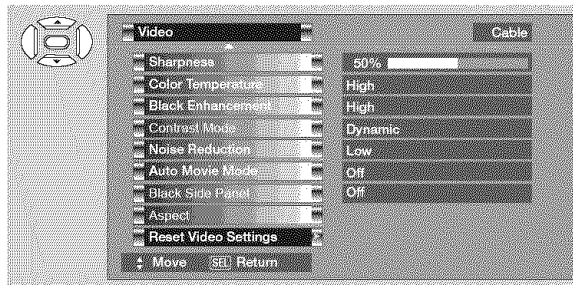 Video Cable
Sharpness 50%
Color Temperature High
Black Enhancement High
Contrast Mode Dynamic
Noise Reduction Low
Auto Movie Mode Off
Black Side Panel Off
Aspect
Reset Video Settings
Move SEL Return